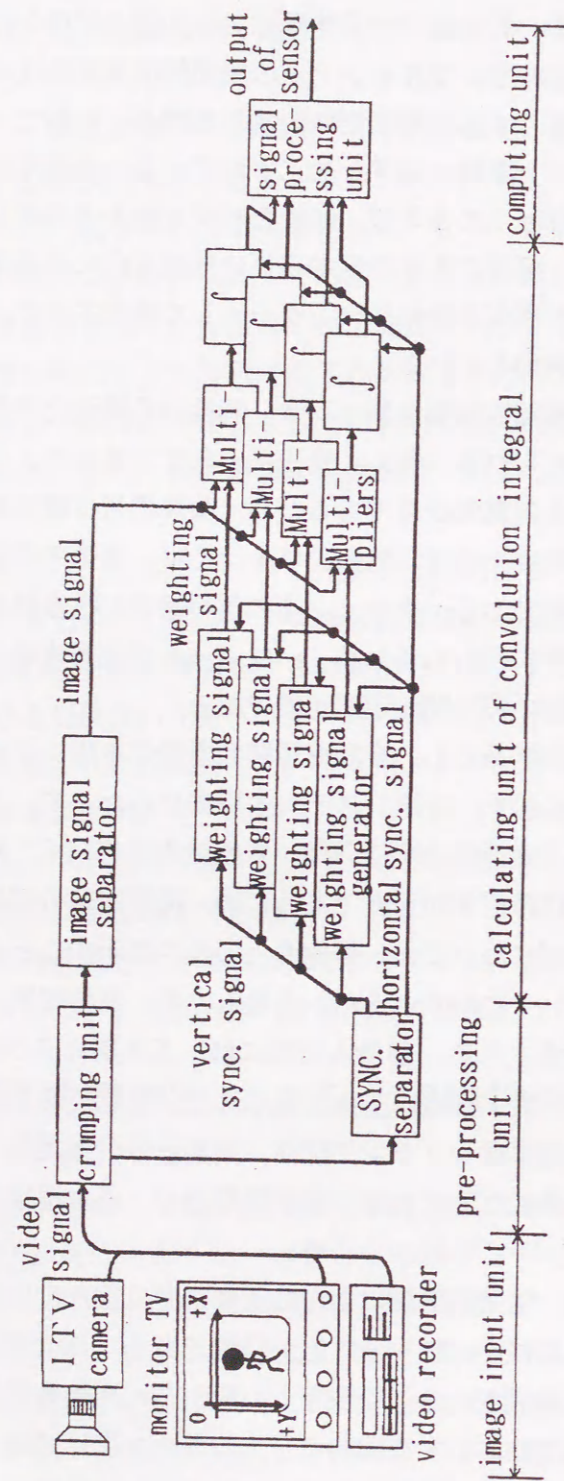 I T V
camera
video
signal
monitor TV
O
+X
+Y
video recorder
crumping unit
image signal
separator
image signal
SYNC.
separator
vertical
sync. signal
horizontal sync. signal
weighting signal
weighting signal
weighting signal
weighting signal
generator
weighting
signal
Multi-
Multi-
Multi-
Multi
pliers
∫
∫
∫
∫
signal
proce
ssing
unit
output
of
sensor
image input unit
pre-processing
unit
calculating unit of convolution integral
computing unit